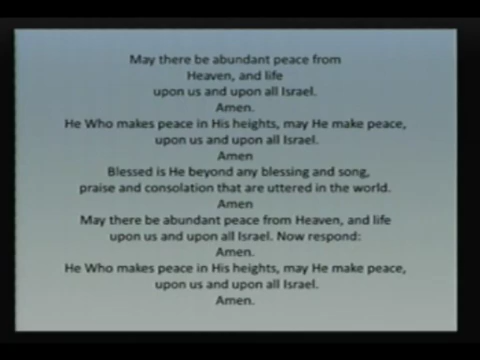 May there be abundant peace from
Heaven, and life
upon us and upon all Israel.
Amen.
He Who makes peace in His heights, may He make peace,
upon us and upon all Israel.
Amen
Blessed is He beyond any blessing and song,
praise and consolation that are uttered in the world.
Amen
May there be abundant peace from Heaven, and life
upon us and upon all Israel. Now respond:
Amen.
He Who makes peace in His heights, may He make peace,
upon us and upon all Israel.
Amen.